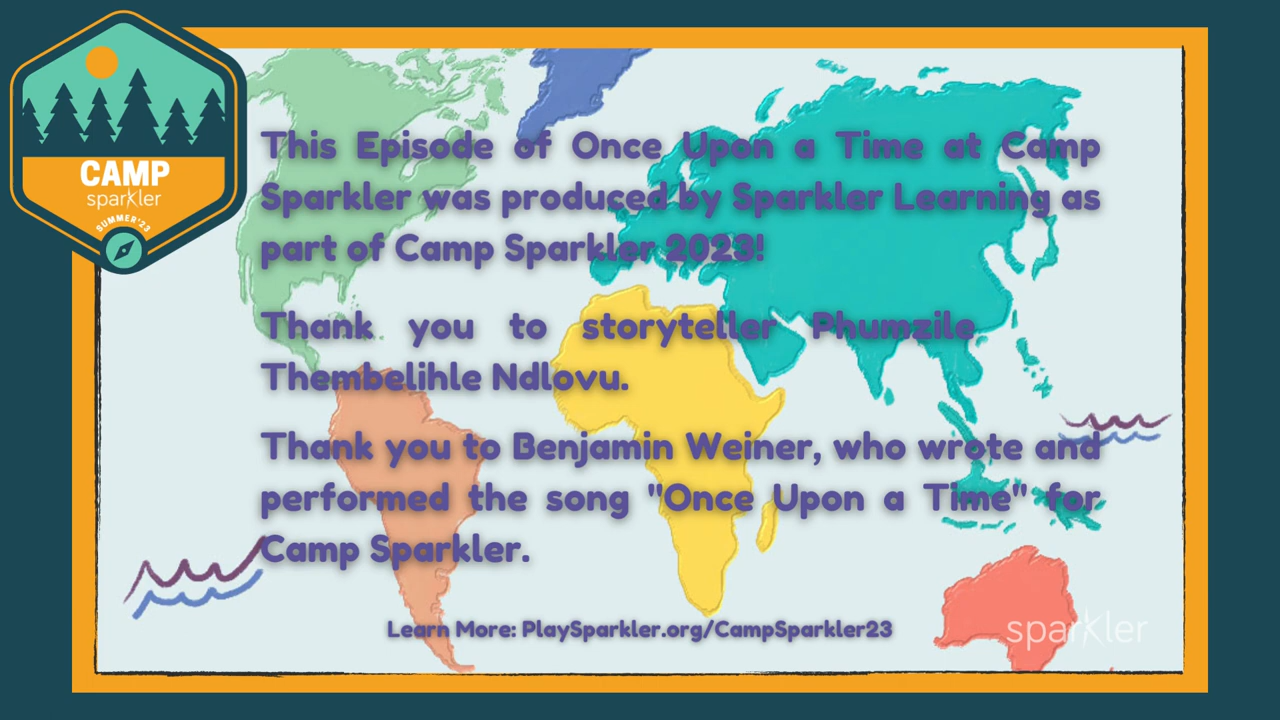 CAMP
sparkler
SUMMER'23
This Episode of Once Upon a Time at Camp
Sparkler was produced by Sparkler Learning as
part of Camp Sparkler 2023!
Thank you to storyteller Phumzile
Thembelihle Ndlovu.
Thank you to Benjamin Weiner, who wrote and
performed the song "Once Upon a Time" for
Camp Sparkler.
Learn More: PlaySparkler.org/CampSparkler23
sparkler